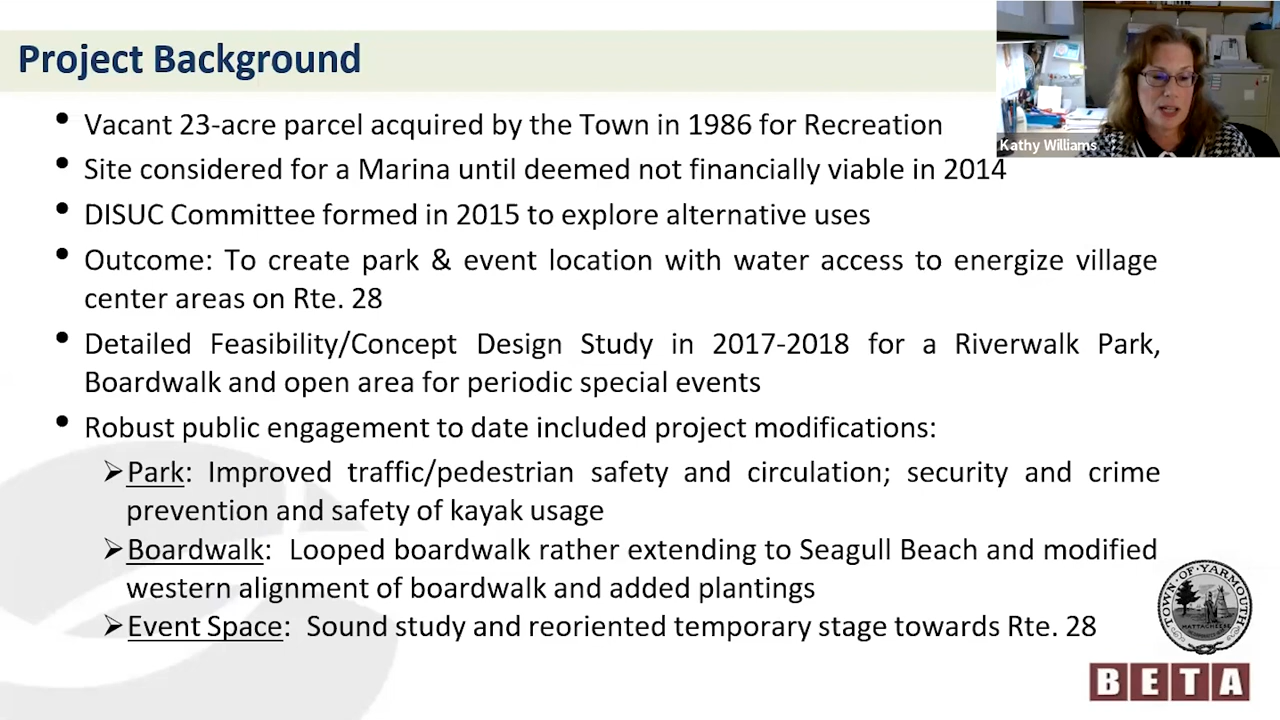 Project Background
• Vacant 23-acre parcel acquired by the Town in 1986 for Recreation
• Site considered for a Marina until deemed not financially viable in 2014
• DISUC Committee formed in 2015 to explore alternative uses
• Outcome: To create park & event location with water access to energize village
center areas on Rte. 28
• Detailed Feasibility/Concept Design Study in 2017-2018 for a Riverwalk Park,
Boardwalk and open area for periodic special events
• Robust public engagement to date included project modifications:
➢Park: Improved traffic/pedestrian safety and circulation; security and crime
prevention and safety of kayak usage
➢Boardwalk: Looped boardwalk rather extending to Seagull Beach and modified
western alignment of boardwalk and added plantings
➢Event Space: Sound study and reoriented temporary stage towards Rte. 28
Kathy Williams
TOWN OF YARMOUTH
MATTACHEESE
BETA